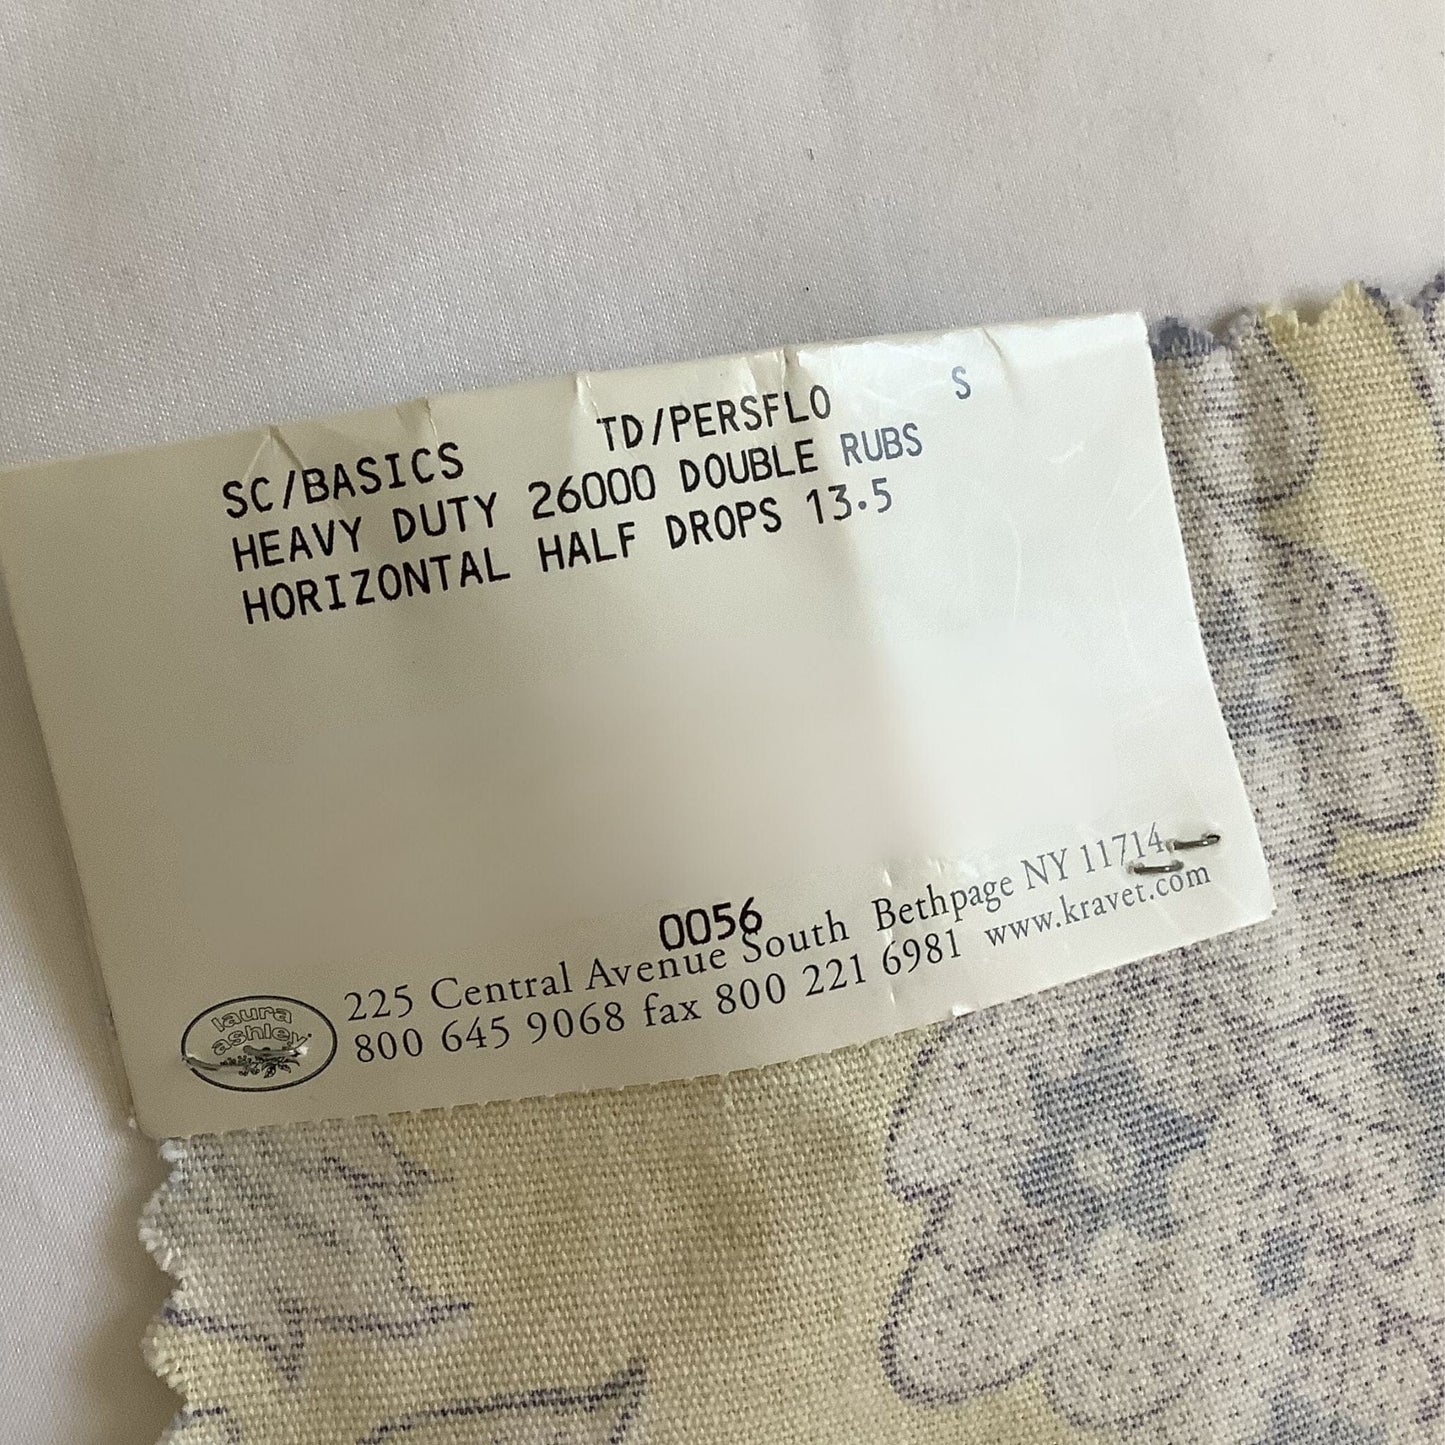 SC/BASICS TD/PERSFLO S
HEAVY DUTY 26000 DOUBLE RUBS
HORIZONTAL HALF DROPS 13.5
0056
225 Central Avenue South Bethpage NY 11714
800 645 9068 fax 800 221 6981 www.kravet.com
laura
ashley